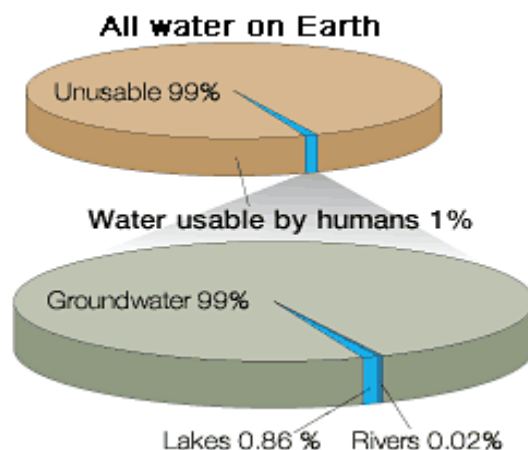 All water on Earth
Unusable 99%
Water usable by humans 1%
Groundwater 99%
Lakes 0.86 %
Rivers 0.02%